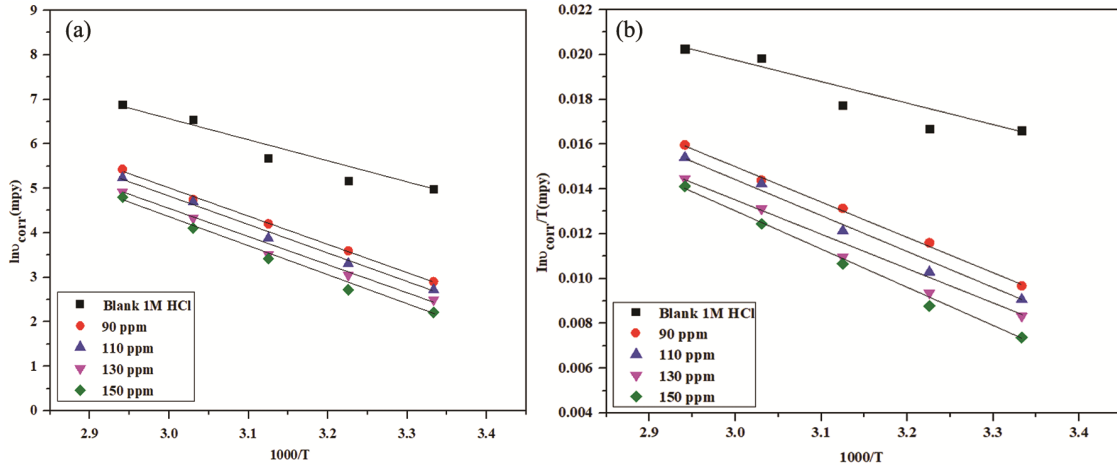 (a)
9
8
7
6
5
4
3
2
1
0
lnυcorr(mpy)
Blank 1M HCl
90 ppm
110 ppm
130 ppm
150 ppm
2.9 3.0 3.1 3.2 3.3 3.4
1000/T
(b)
0.022
0.020
0.018
0.016
0.014
0.012
0.010
0.008
0.006
0.004
lnυcorr/T(mpy)
Blank 1M HCl
90 ppm
110 ppm
130 ppm
150 ppm
2.9 3.0 3.1 3.2 3.3 3.4
1000/T